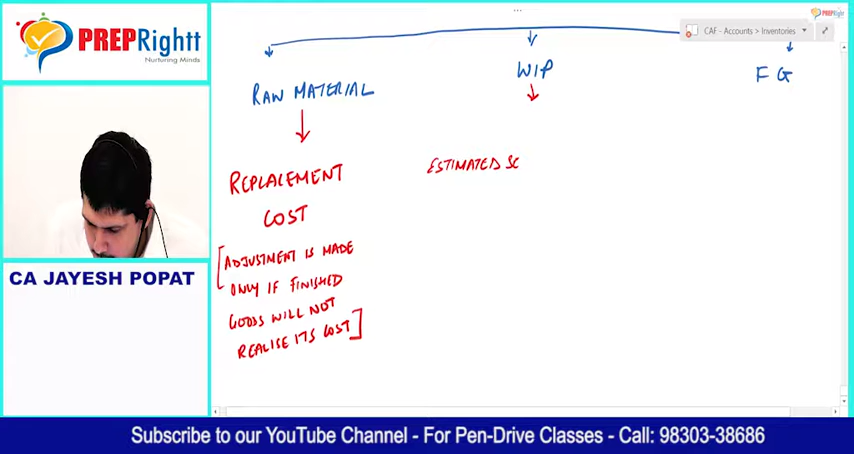 PREPRightt
Nurturing Minds
CAF - Accounts > Inventories
PREPRightt
RAW MATERIAL
WIP
FG
REPLACEMENT
COST
[ADJUSTMENT IS MADE
ONLY IF FINISHED
GOODS WILL NOT
REALISE ITS COST]
ESTIMATED SC
CA JAYESH POPAT
Subscribe to our YouTube Channel - For Pen-Drive Classes - Call: 98303-38686